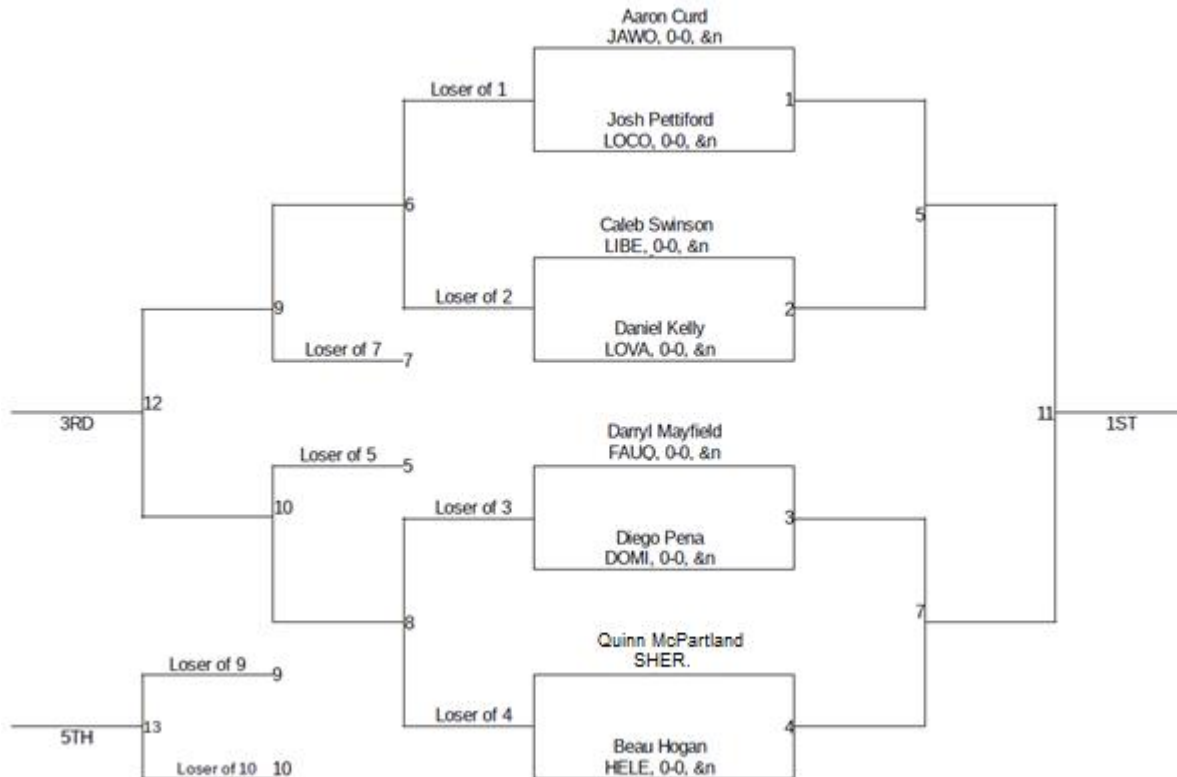 Aaron Curd
JAWO, 0-0, &n
Loser of 1
1
Josh Pettiford
LOCO, 0-0, &n
6
5
Caleb Swinson
LIBE, 0-0, &n
Loser of 2
2
9
Daniel Kelly
LOVA, 0-0, &n
Loser of 7
7
12
3RD
11
1ST
Darryl Mayfield
FAUQ, 0-0, &n
Loser of 5
5
10
Loser of 3
3
Diego Pena
DOMI, 0-0, &n
8
7
Quinn McPartland
SHER.
Loser of 9
9
Loser of 4
4
13
5TH
Beau Hogan
HELE, 0-0, &n
Loser of 10
10